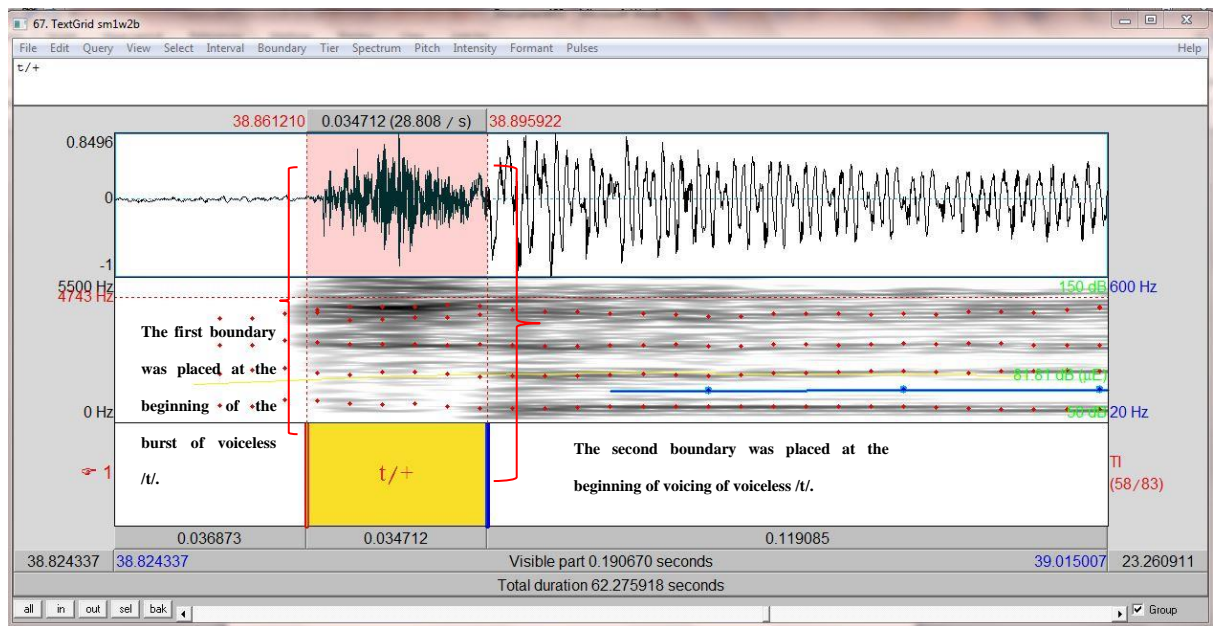 67. TextGrid sm1w2b
File Edit Query View Select Interval Boundary Tier Spectrum Pitch Intensity Formant Pulses Help
t/+
38.861210 0.034712 (28.808 / s) 38.895922
0.8496
0
-1
5500 Hz
4743 Hz
150 dB 600 Hz
The first boundary
was placed at the
81.61 dB (µE)
beginning of the
0 Hz
50 dB 20 Hz
burst of voiceless
/t/.
The second boundary was placed at the
beginning of voicing of voiceless /t/.
1
t/+
TI
(58/83)
0.036873 0.034712 0.119085
38.824337 38.824337 Visible part 0.190670 seconds 39.015007 23.260911
Total duration 62.275918 seconds
all in out sel bak Group